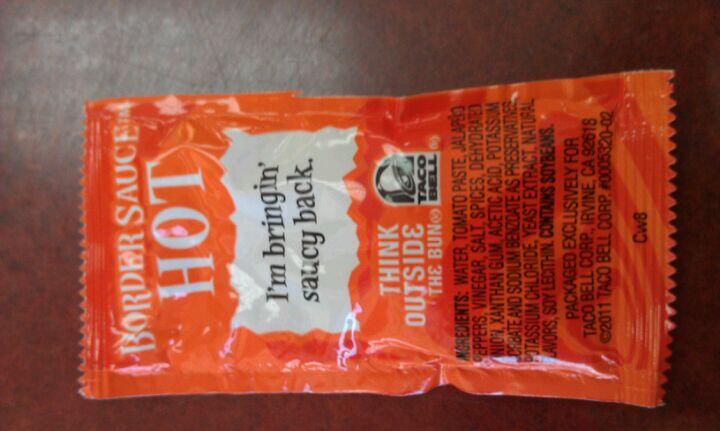 BORDER SAUCE™
HOT
I'm bringin'
saucy back.
THINK
OUTSIDE
THE BUN®
TACO
BELL®
INGREDIENTS: WATER, TOMATO PASTE, JALAPEÑO
PEPPERS, VINEGAR, SALT, SPICES, DEHYDRATED
ONION, XANTHAN GUM, ACETIC ACID, POTASSIUM
SORBATE AND SODIUM BENZOATE AS PRESERVATIVES,
POTASSIUM CHLORIDE, YEAST EXTRACT, NATURAL
FLAVORS, SOY LECITHIN. CONTAINS SOYBEANS.
PACKAGED EXCLUSIVELY FOR
TACO BELL CORP., IRVINE, CA 92618
©2011 TACO BELL CORP. #0005320-02
Cw8